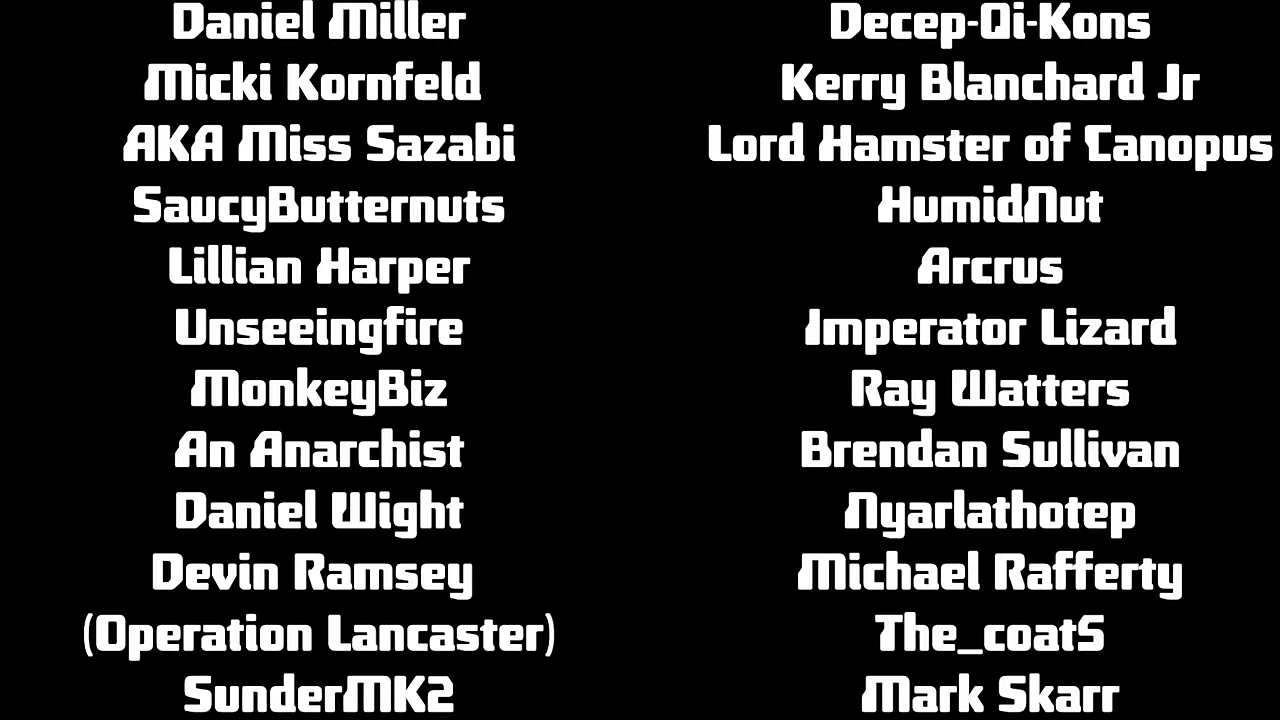 Daniel Miller
Micki Kornfeld
AKA Miss Sazabi
SaucyButternuts
Lillian Harper
Unseeingfire
MonkeyBiz
An Anarchist
Daniel Wight
Devin Ramsey
(Operation Lancaster)
SunderMK2
Decep-Qi-Kons
Kerry Blanchard Jr
Lord Hamster of Canopus
HumidNut
Arcrus
Imperator Lizard
Ray Watters
Brendan Sullivan
Nyarlathotep
Michael Rafferty
The_coatS
Mark Skarr